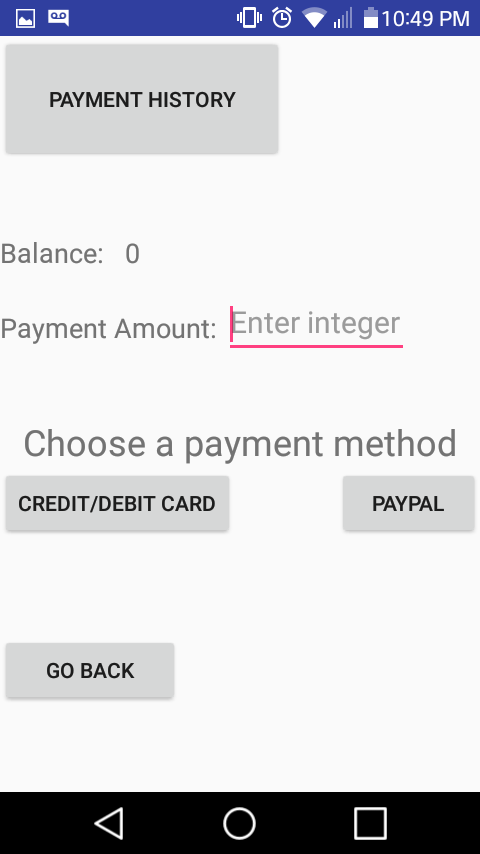 10:49 PM
PAYMENT HISTORY
Balance: 0
Payment Amount: Enter integer
Choose a payment method
CREDIT/DEBIT CARD PAYPAL
GO BACK